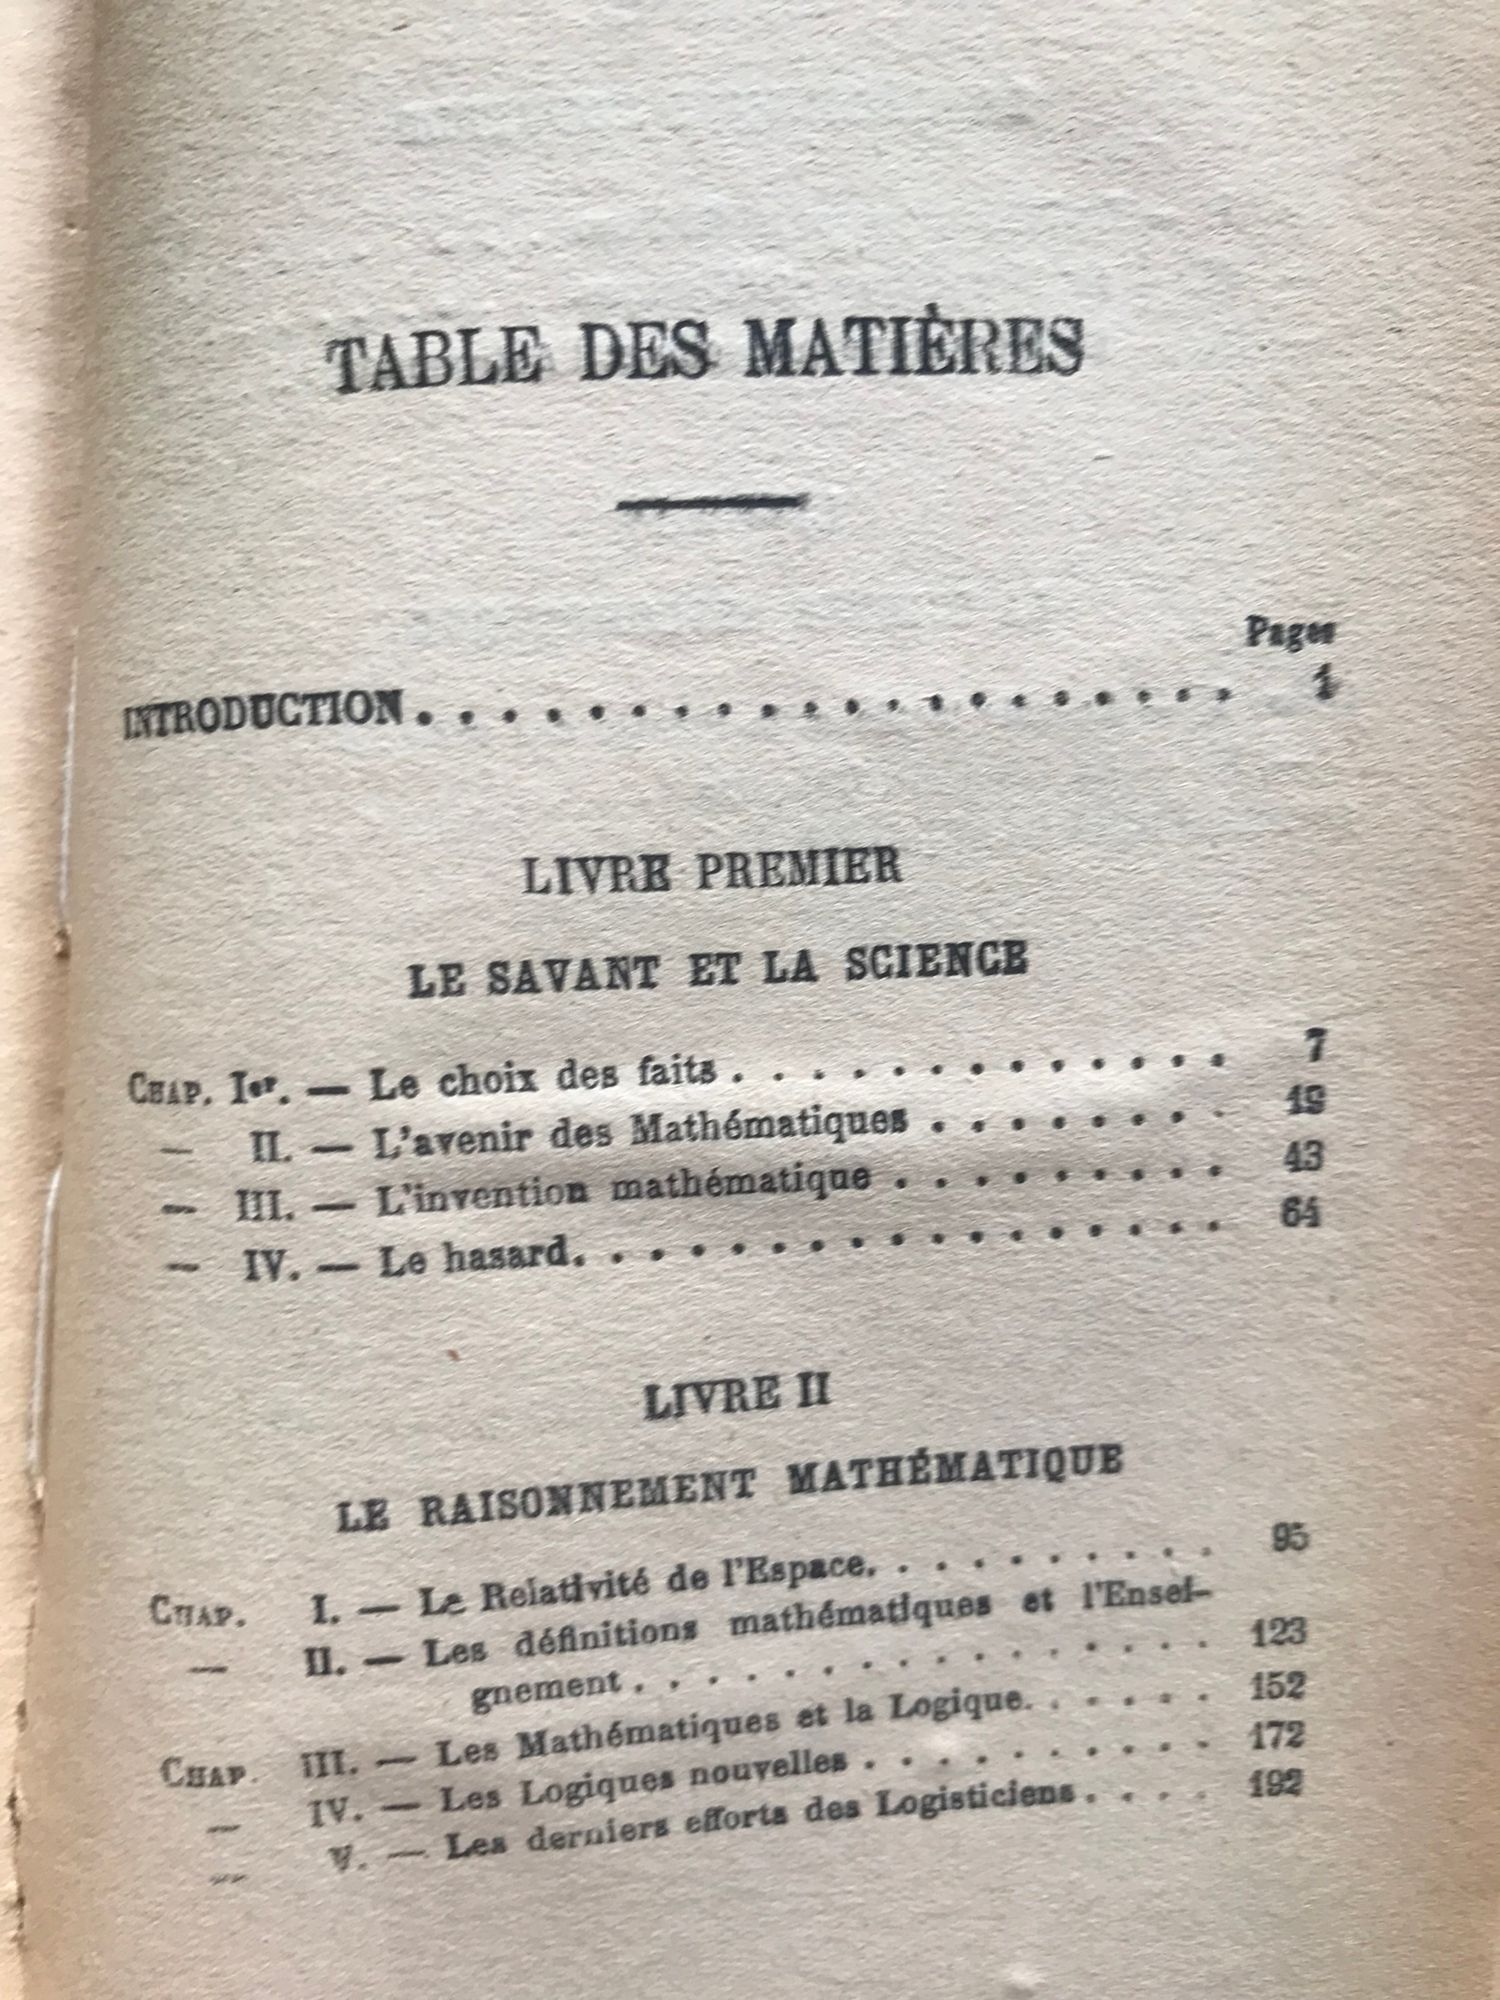 TABLE DES MATIÈRES
Pages
INTRODUCTION. . . . . . . . . . . . . . . . . . . . 1
LIVRE PREMIER
LE SAVANT ET LA SCIENCE
CHAP. Ier. — Le choix des faits . . . . . . . . . . . . . 7
— II. — L'avenir des Mathématiques . . . . . . . . 19
— III. — L'invention mathématique . . . . . . . . . 43
— IV. — Le hasard. . . . . . . . . . . . . . . . . 64
LIVRE II
LE RAISONNEMENT MATHÉMATIQUE
CHAP. I. — La Relativité de l'Espace. . . . . . . . . . 95
— II. — Les définitions mathématiques et l'Ensei-
gnement . . . . . . . . . . . . . . . . 123
CHAP. III. — Les Mathématiques et la Logique. . . . . . 152
— IV. — Les Logiques nouvelles . . . . . . . . . . 172
— V. — Les derniers efforts des Logisticiens. . . . 192